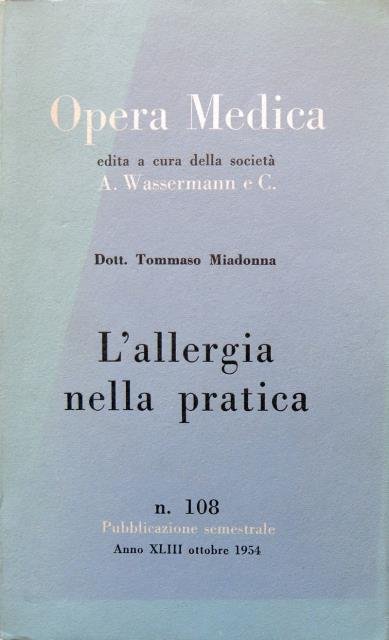 Opera Medica
edita a cura della società
A. Wassermann e C.
Dott. Tommaso Miadonna
L'allergia
nella pratica
n. 108
Pubblicazione semestrale
Anno XLIII ottobre 1954